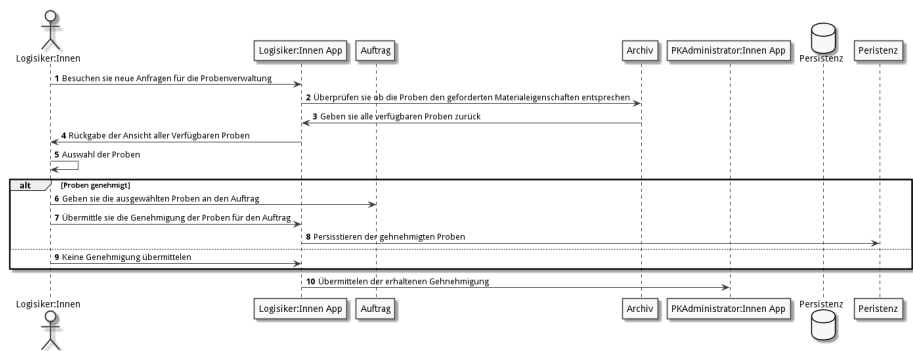 Logisiker:Innen
Logisiker:Innen App
Auftrag
Archiv
PKAdministrator:Innen App
Persistenz
Peristenz
1 Besuchen sie neue Anfragen für die Probenverwaltung
2 Überprüfen sie ob die Proben den geforderten Materialeigenschaften entsprechen
3 Geben sie alle verfügbaren Proben zurück
4 Rückgabe der Ansicht aller Verfügbaren Proben
5 Auswahl der Proben
alt [Proben genehmigt]
6 Geben sie die ausgewählten Proben an den Auftrag
7 Übermittle sie die Genehmigung der Proben für den Auftrag
8 Persisstieren der gehnehmigten Proben
9 Keine Genehmigung übermittelen
10 Übermittelen der erhaltenen Gehnehmigung
Logisiker:Innen
Logisiker:Innen App
Auftrag
Archiv
PKAdministrator:Innen App
Persistenz
Peristenz